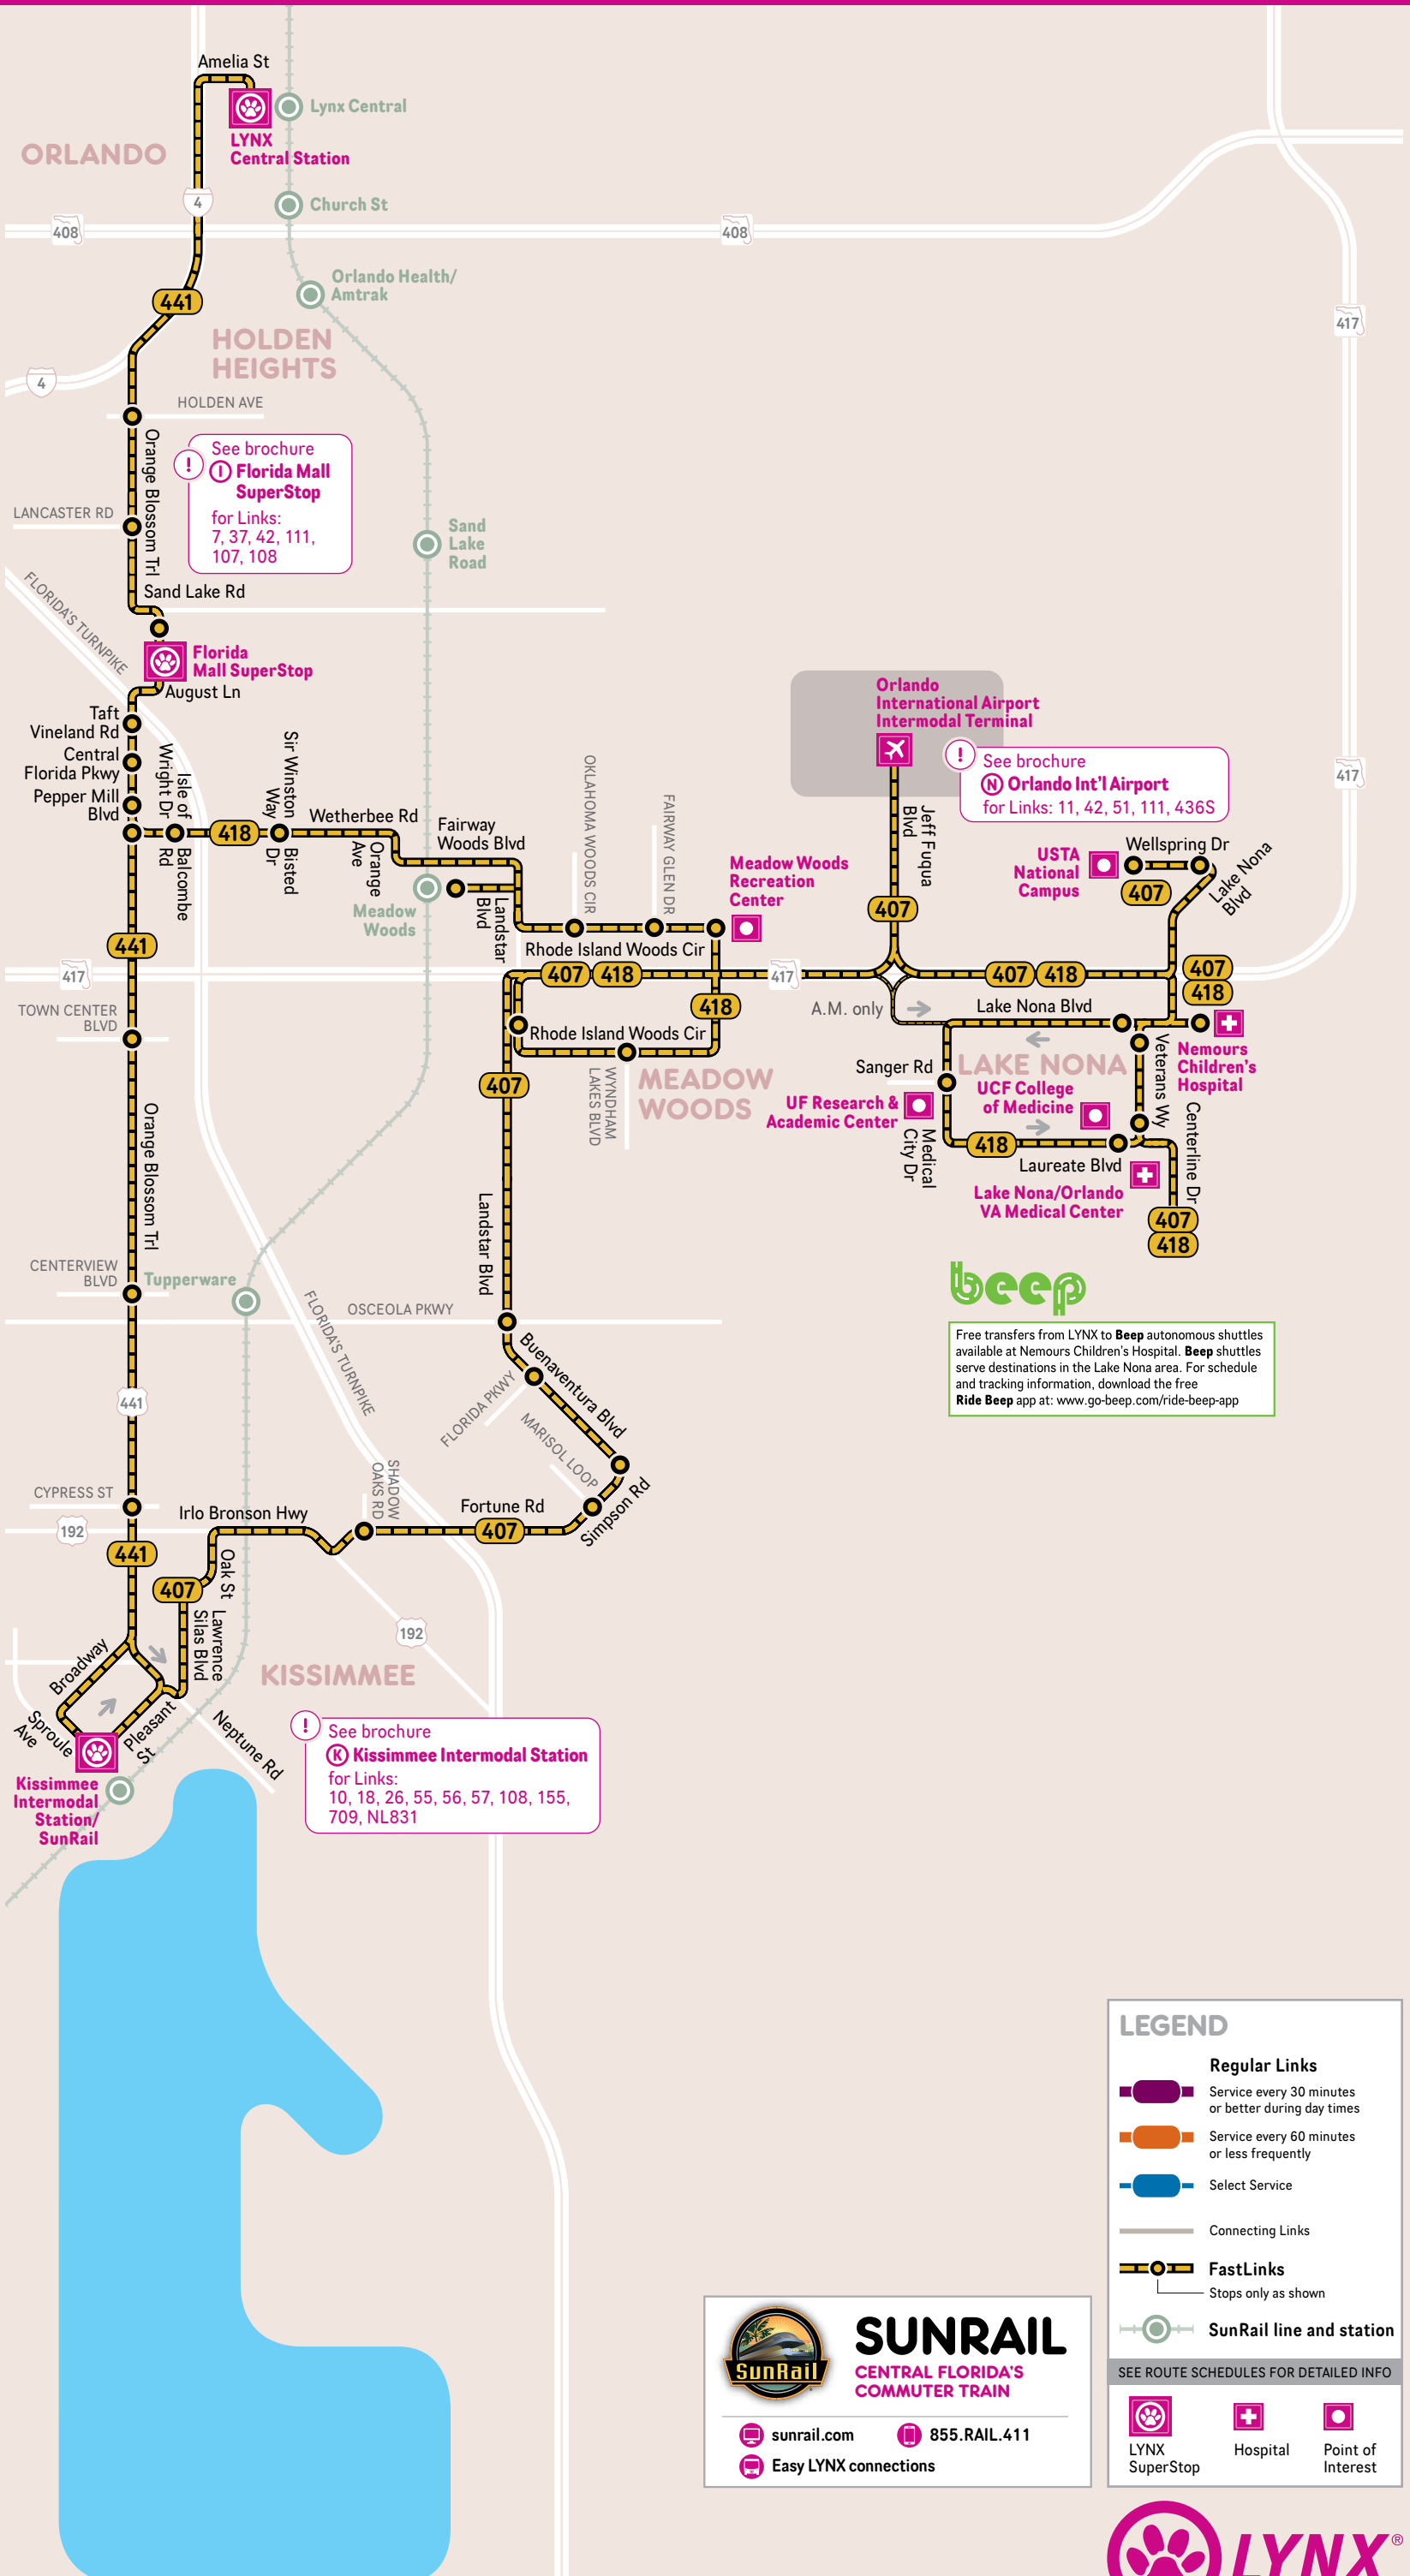 Amelia St
Lynx Central
LYNX
Central Station
ORLANDO
4
Church St
408
408
Orlando Health/
Amtrak
441
417
HOLDEN
HEIGHTS
4
HOLDEN AVE
Orange Blossom Trl
See brochure
!
I Florida Mall
SuperStop
for Links:
7, 37, 42, 111,
107, 108
LANCASTER RD
Sand
Lake
Road
FLORIDA'S TURNPIKE
Sand Lake Rd
Florida
Mall SuperStop
August Ln
Taft
Vineland Rd
Central
Florida Pkwy
Pepper Mill
Blvd
Wright Dr
Isle of
Sir Winston
Way
418
Balcombe
Rd
Bisted
Dr
Wetherbee Rd
Orange
Ave
Fairway
Woods Blvd
Meadow
Woods
Landstar
Blvd
OKLAHOMA WOODS CIR
FAIRWAY GLEN DR
Rhode Island Woods Cir
Meadow Woods
Recreation
Center
Orlando
International Airport
Intermodal Terminal
!
See brochure
N Orlando Int'l Airport
for Links: 11, 42, 51, 111, 436S
Jeff Fuqua
Blvd
407
417
USTA
National
Campus
Wellspring Dr
407
Lake Nona
Blvd
441
417
407
418
417
407
418
407
418
418
A.M. only
Lake Nona Blvd
TOWN CENTER
BLVD
Rhode Island Woods Cir
407
WYNDHAM
LAKES BLVD
MEADOW
WOODS
Sanger Rd
LAKE NONA
UF Research &
Academic Center
UCF College
of Medicine
Veterans Wy
Nemours
Children's
Hospital
Medical
City Dr
418
Laureate Blvd
Centerline Dr
Lake Nona/Orlando
VA Medical Center
407
418
Orange Blossom Trl
Landstar Blvd
CENTERVIEW
BLVD
Tupperware
FLORIDA'S TURNPIKE
OSCEOLA PKWY
beep
Free transfers from LYNX to Beep autonomous shuttles
available at Nemours Children's Hospital. Beep shuttles
serve destinations in the Lake Nona area. For schedule
and tracking information, download the free
Ride Beep app at: www.go-beep.com/ride-beep-app
Buenaventura Blvd
FLORIDA PKWY
MARISOL LOOP
441
CYPRESS ST
192
SHADOW
OAKS RD
Irlo Bronson Hwy
Fortune Rd
407
Simpson Rd
441
Oak St
407
Lawrence
Silas Blvd
192
Broadway
KISSIMMEE
Sproule
Ave
Pleasant
St
Neptune Rd
Kissimmee
Intermodal
Station/
SunRail
!
See brochure
K Kissimmee Intermodal Station
for Links:
10, 18, 26, 55, 56, 57, 108, 155,
709, NL831
LEGEND
Regular Links
Service every 30 minutes
or better during day times
Service every 60 minutes
or less frequently
Select Service
Connecting Links
FastLinks
Stops only as shown
SunRail line and station
SEE ROUTE SCHEDULES FOR DETAILED INFO
LYNX
SuperStop
Hospital
Point of
Interest
SunRail
SUNRAIL
CENTRAL FLORIDA'S
COMMUTER TRAIN
sunrail.com
855.RAIL.411
Easy LYNX connections
LYNX®